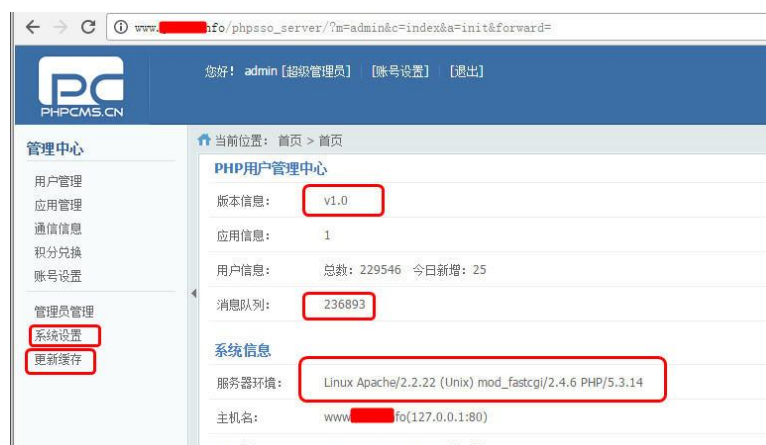 www. nfo/phpsso_server/?m=admin&c=index&a=init&forward=
您好！ admin [超级管理员] [账号设置] [退出]
PC
PHPCMS.CN
管理中心
用户管理
应用管理
通信信息
积分兑换
账号设置
管理员管理
系统设置
更新缓存
当前位置： 首页 > 首页
PHP用户管理中心
版本信息： v1.0
应用信息： 1
用户信息： 总数：229546 今日新增：25
消息队列： 236893
系统信息
服务器环境： Linux Apache/2.2.22 (Unix) mod_fastcgi/2.4.6 PHP/5.3.14
主机名： www fo(127.0.0.1:80)